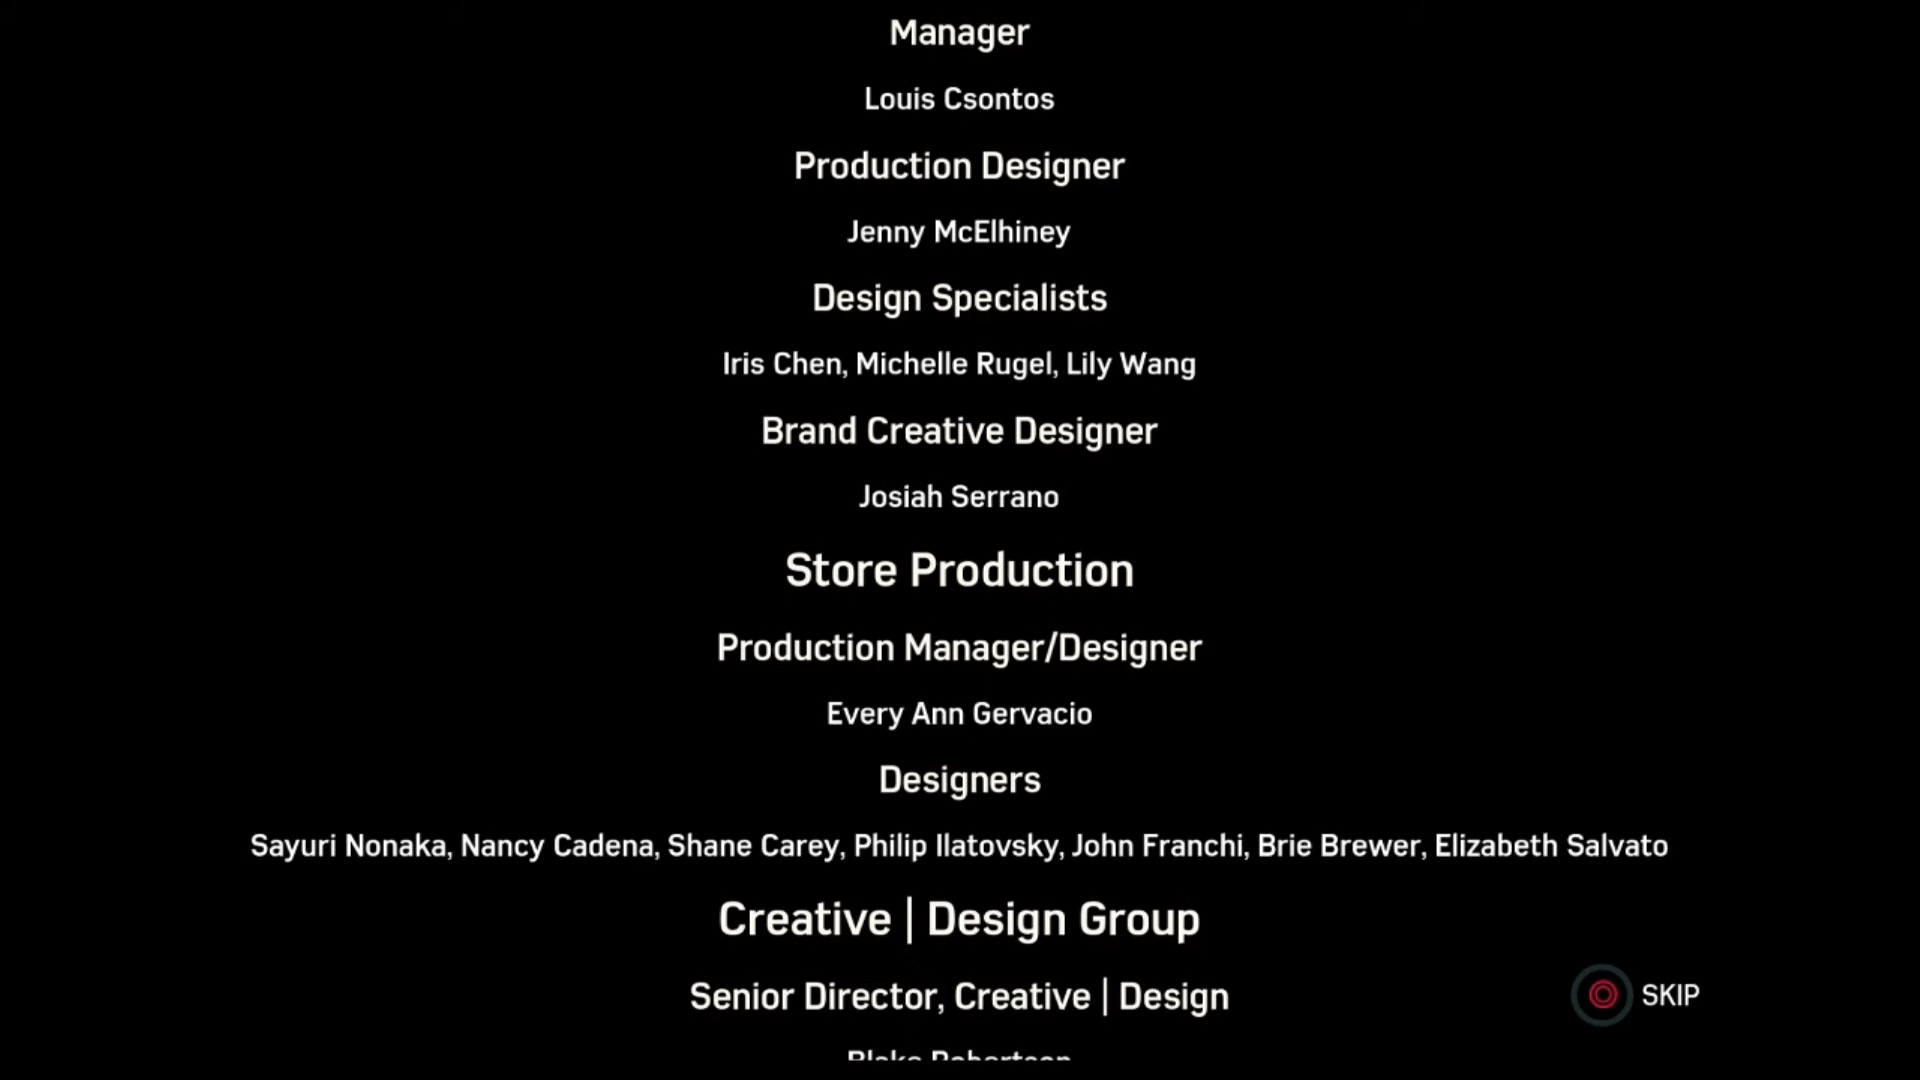 Manager
Louis Csontos
Production Designer
Jenny McElhiney
Design Specialists
Iris Chen, Michelle Rugel, Lily Wang
Brand Creative Designer
Josiah Serrano
Store Production
Production Manager/Designer
Every Ann Gervacio
Designers
Sayuri Nonaka, Nancy Cadena, Shane Carey, Philip Ilatovsky, John Franchi, Brie Brewer, Elizabeth Salvato
Creative | Design Group
Senior Director, Creative | Design
SKIP
Blake Robertson